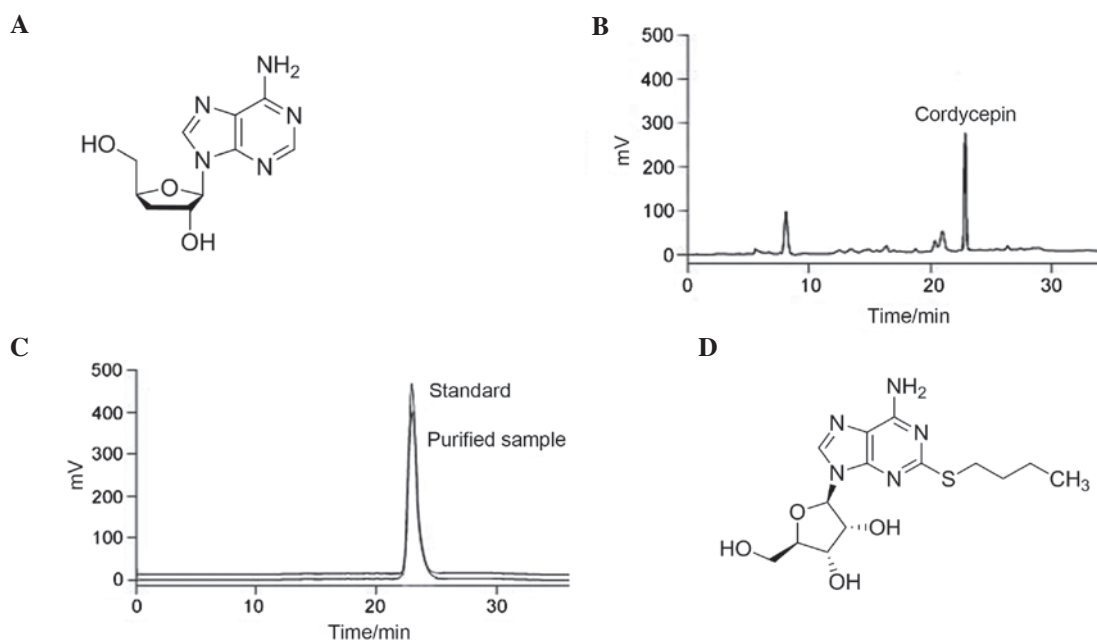 A
NH₂
N
N
N
N
HO
O
OH
B
500
400
300
200
100
0
mV
Cordycepin
0
10
20
30
Time/min
C
500
400
300
200
100
0
mV
Standard
Purified sample
0
10
20
30
Time/min
D
NH₂
N
N
N
N
S
CH₃
O
OH
HO
OH